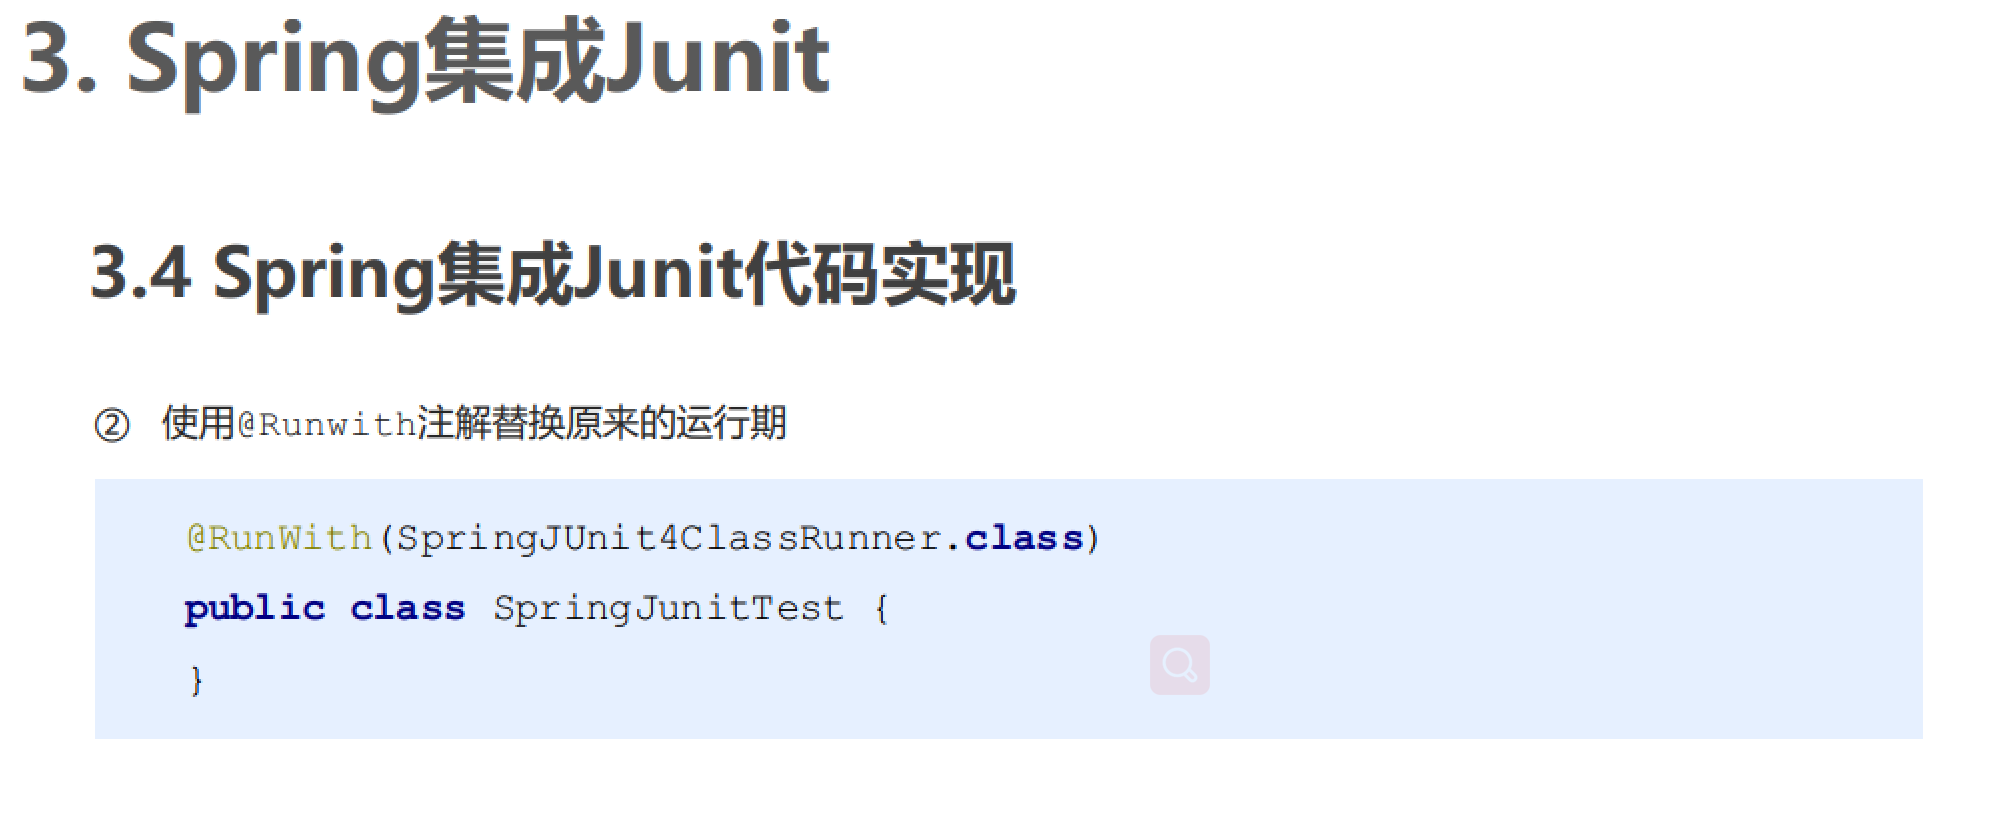 3. Spring集成Junit
3.4 Spring集成Junit代码实现
② 使用@Runwith注解替换原来的运行期
@RunWith(SpringJUnit4ClassRunner.class)
public class SpringJunitTest {
}